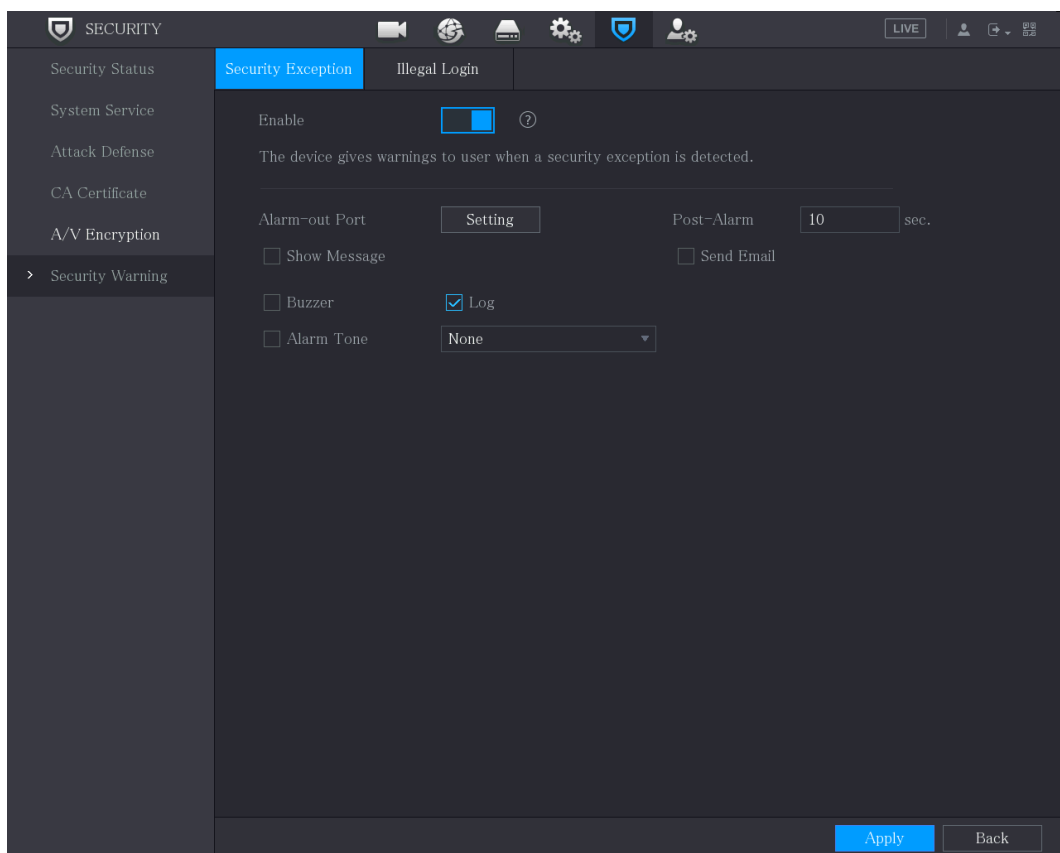 SECURITY
LIVE
Security Status
System Service
Attack Defense
CA Certificate
A/V Encryption
Security Warning
Security Exception Illegal Login
Enable
The device gives warnings to user when a security exception is detected.
Alarm-out Port Setting Post-Alarm 10 sec.
Show Message Send Email
Buzzer Log
Alarm Tone None
Apply Back